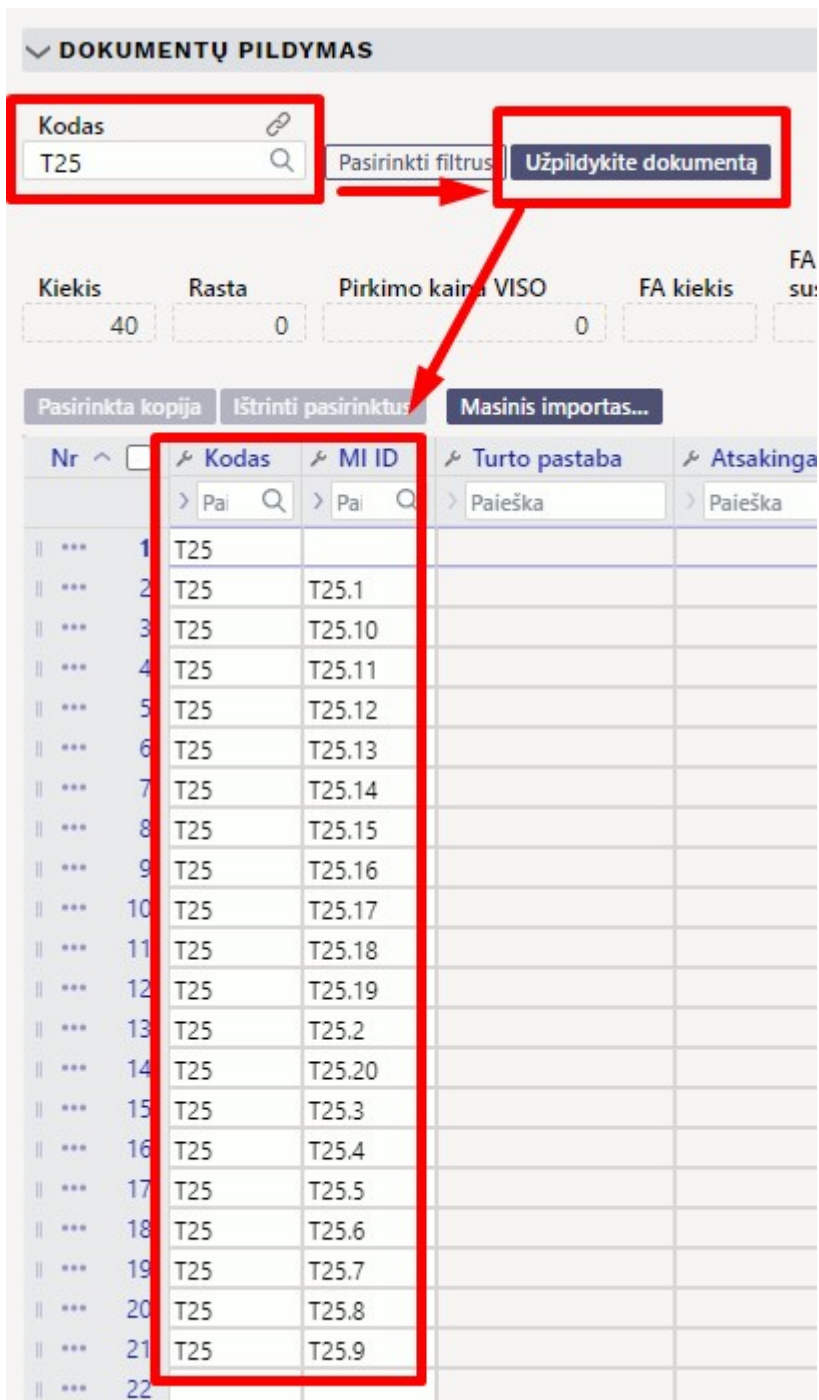 DOKUMENTŲ PILDYMAS
Kodas
T25 Pasirinkti filtrus Užpildykite dokumentą
FA
Kiekis Rasta Pirkimo kaina VISO FA kiekis sus
40 0 0
Pasirinkta kopija Ištrinti pasirinktus Masinis importas...
Nr Kodas MI ID Turto pastaba Atsakinga
Pai Pai Paieška Paieška
1 T25
2 T25 T25.1
3 T25 T25.10
4 T25 T25.11
5 T25 T25.12
6 T25 T25.13
7 T25 T25.14
8 T25 T25.15
9 T25 T25.16
10 T25 T25.17
11 T25 T25.18
12 T25 T25.19
13 T25 T25.2
14 T25 T25.20
15 T25 T25.3
16 T25 T25.4
17 T25 T25.5
18 T25 T25.6
19 T25 T25.7
20 T25 T25.8
21 T25 T25.9
22